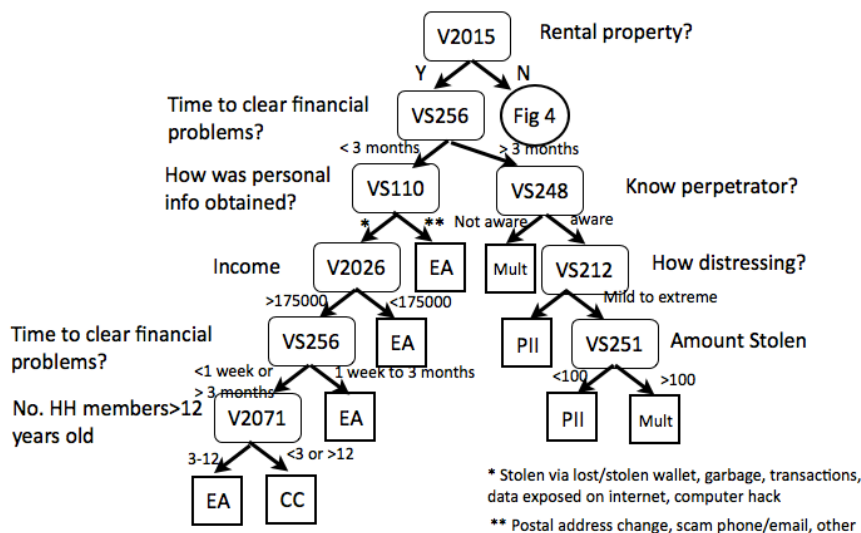 V2015
Rental property?
Y
N
Time to clear financial
problems?
VS256
Fig 4
< 3 months
> 3 months
How was personal
info obtained?
VS110
VS248
Know perpetrator?
*
**
Not aware
aware
Income
V2026
EA
Mult
VS212
How distressing?
>175000
<175000
Mild to extreme
Time to clear financial
problems?
VS256
EA
PII
VS251
Amount Stolen
<1 week or
> 3 months
1 week to 3 months
<100
>100
No. HH members>12
years old
V2071
EA
PII
Mult
3-12
<3 or >12
EA
CC
* Stolen via lost/stolen wallet, garbage, transactions,
data exposed on internet, computer hack
** Postal address change, scam phone/email, other